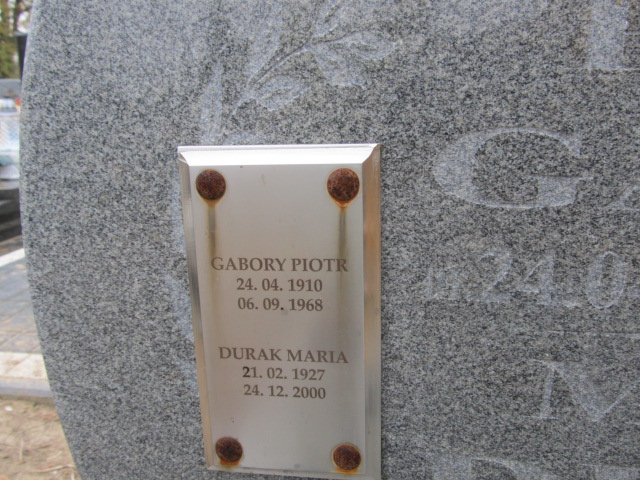 GABORY PIOTR
24. 04. 1910
06. 09. 1968
DURAK MARIA
21. 02. 1927
24. 12. 2000